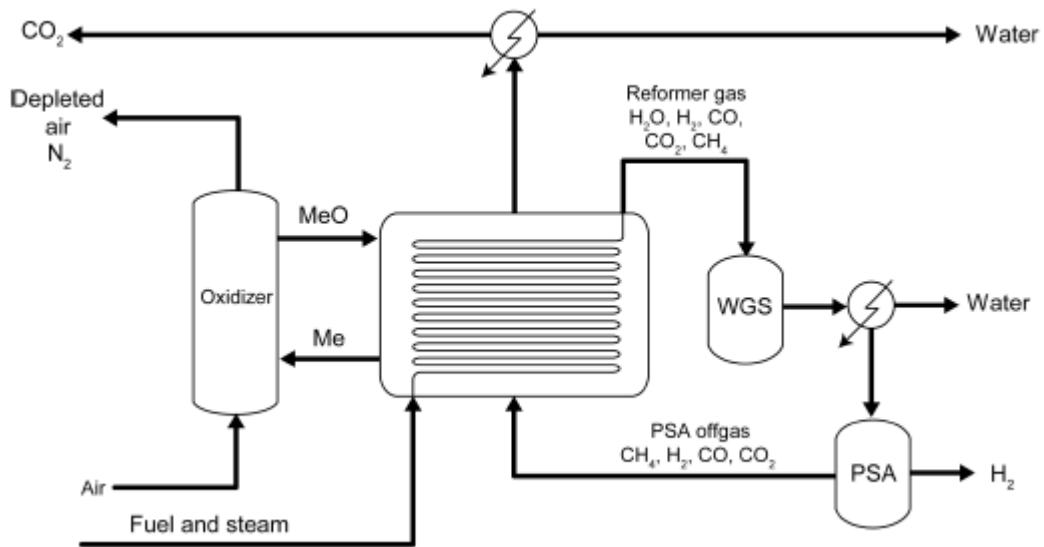 CO₂
Water
Depleted
air
N₂
Reformer gas
H₂O, H₂, CO,
CO₂, CH₄
MeO
Oxidizer
WGS
Water
Me
PSA offgas
CH₄, H₂, CO, CO₂
PSA
H₂
Air
Fuel and steam